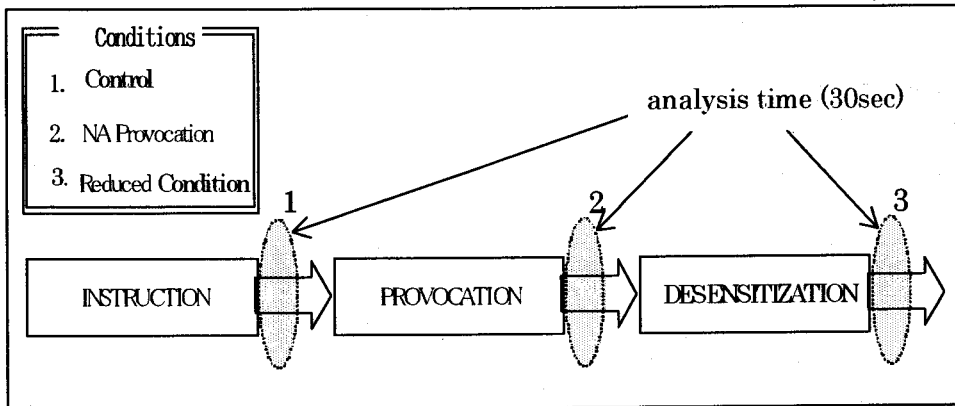 Conditions
1. Control
2. NA Provocation
3. Reduced Condition
analysis time (30sec)
1
2
3
INSTRUCTION
PROVOCATION
DESENSITIZATION